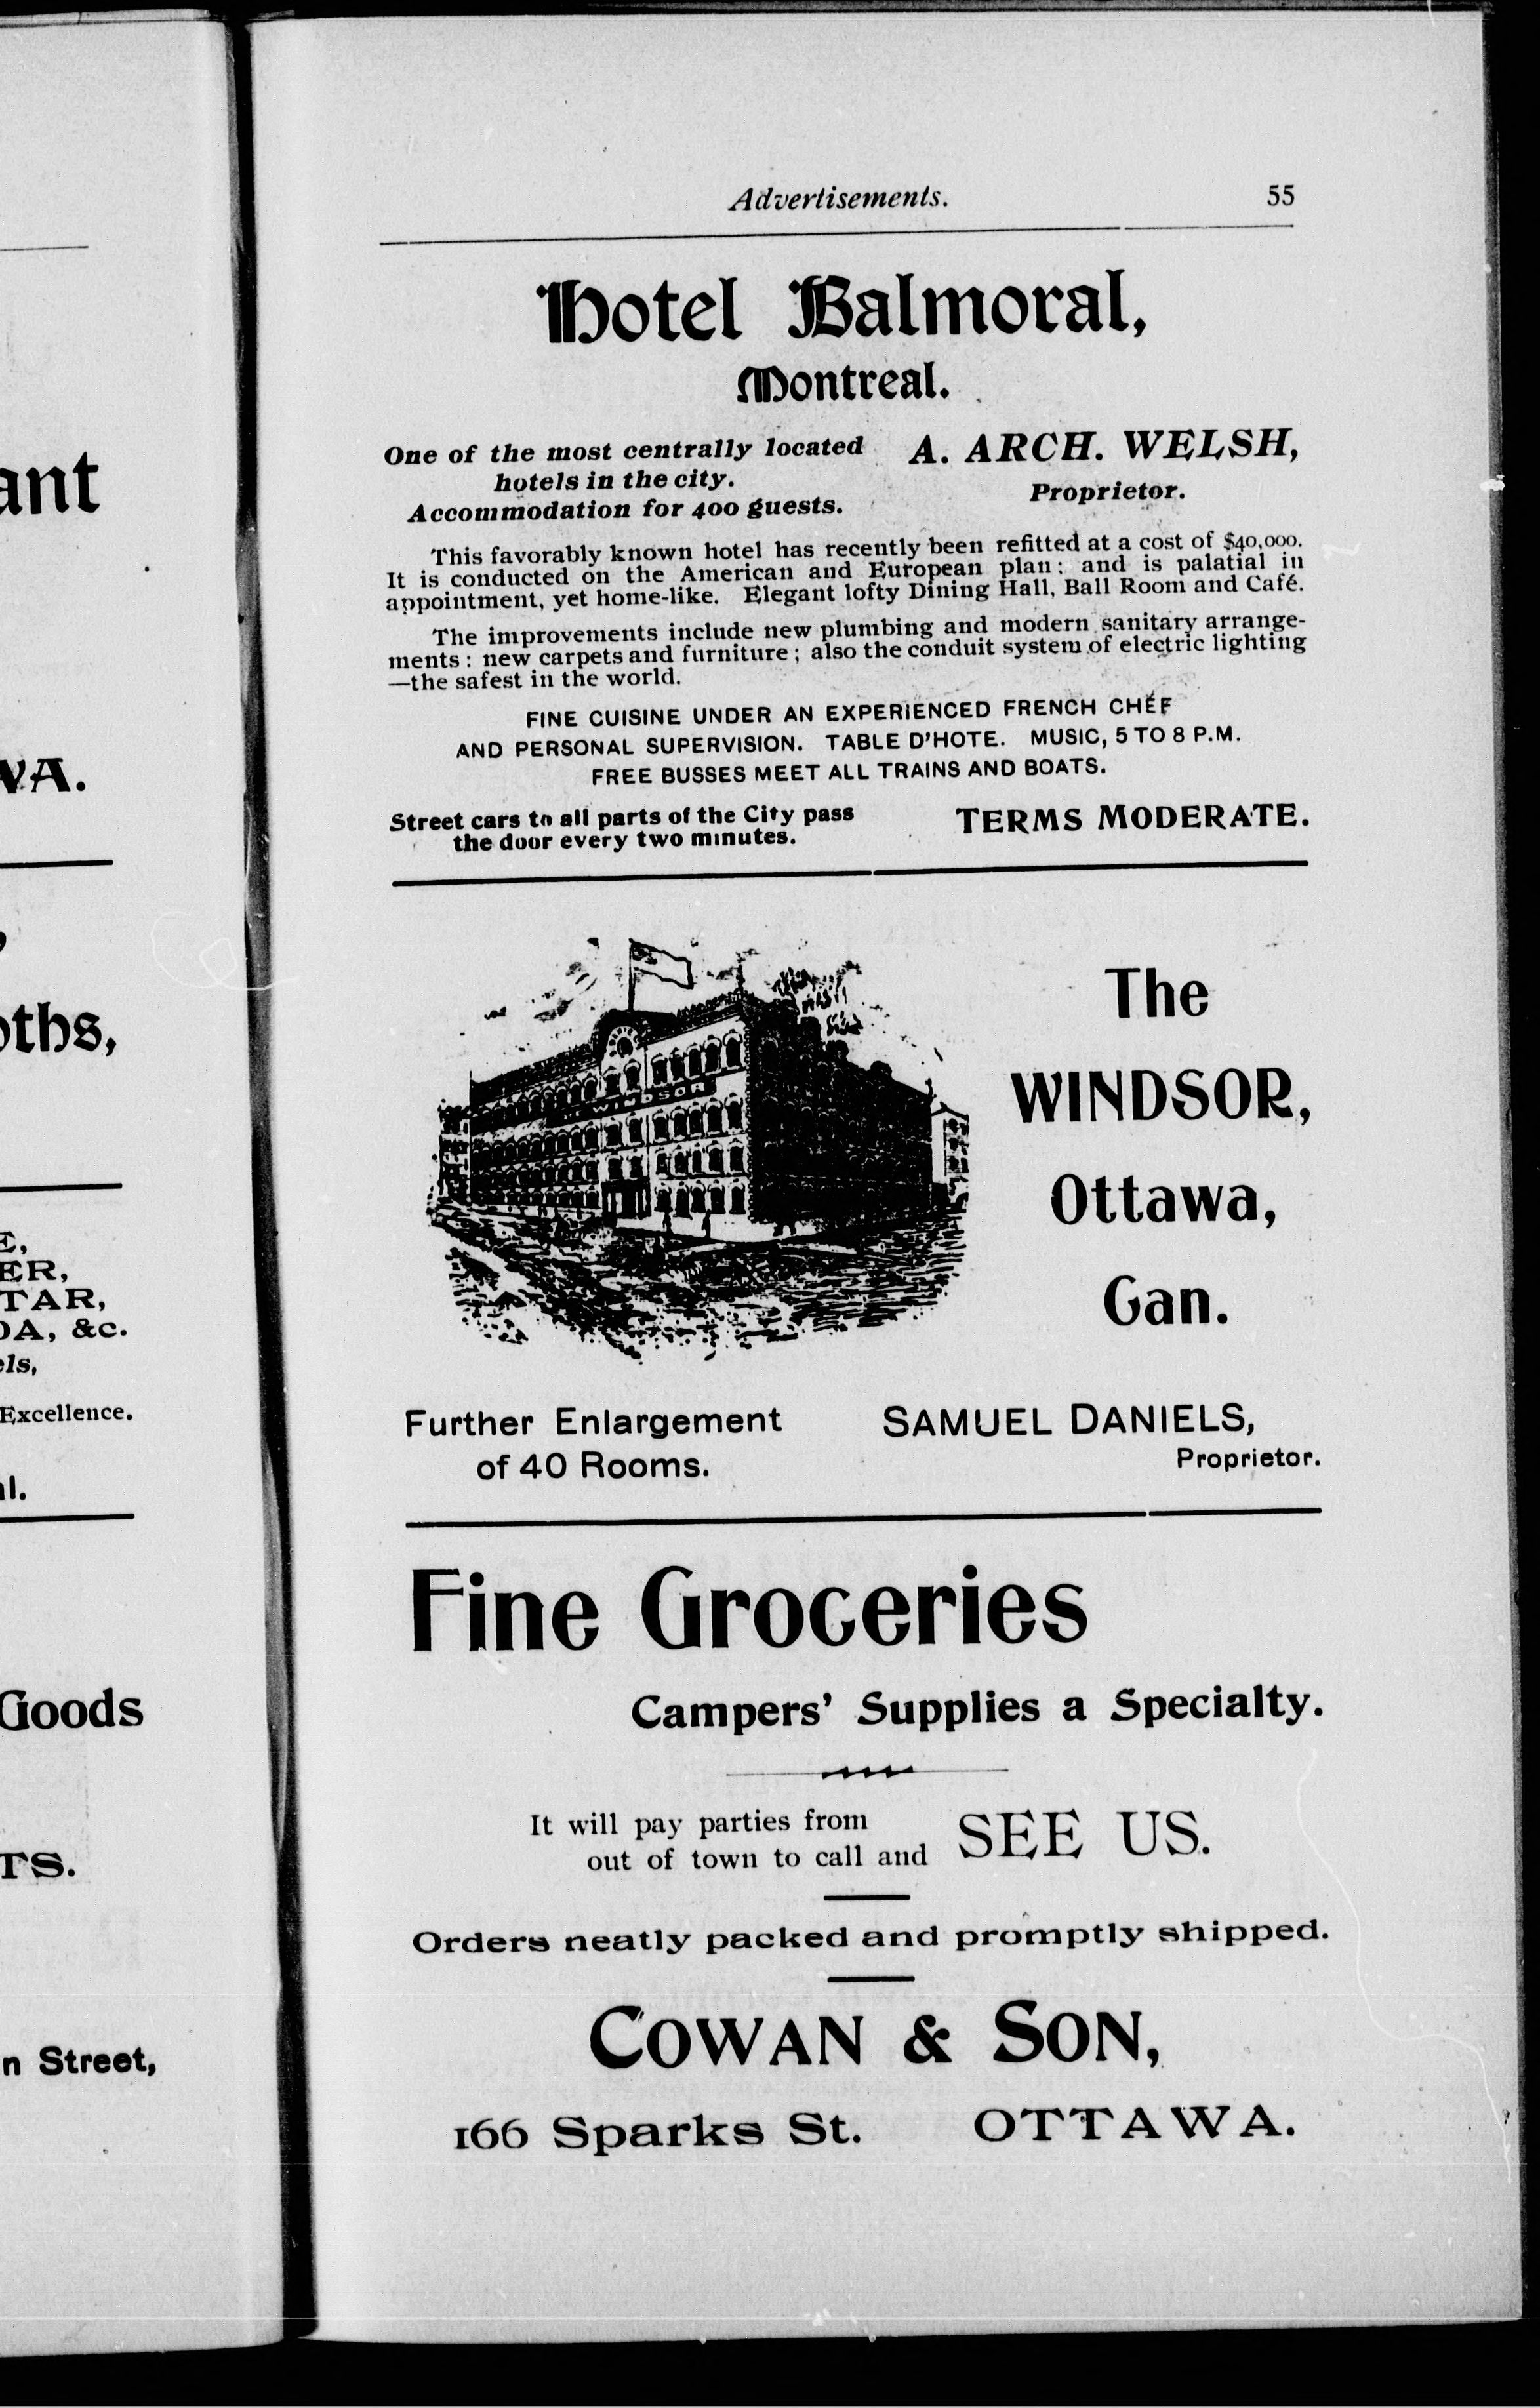 ant
WA.
oths,
E,
ER,
TAR,
DA, &c.
els,
Excellence.
al.
Goods
TS.
n Street,
Advertisements. 55
Hotel Balmoral,
Montreal.
One of the most centrally located
hotels in the city.
Accommodation for 400 guests.
A. ARCH. WELSH,
Proprietor.
This favorably known hotel has recently been refitted at a cost of $40,000.
It is conducted on the American and European plan; and is palatial in
appointment, yet home-like. Elegant lofty Dining Hall, Ball Room and Café.
The improvements include new plumbing and modern sanitary arrange-
ments: new carpets and furniture; also the conduit system of electric lighting
—the safest in the world.
FINE CUISINE UNDER AN EXPERIENCED FRENCH CHÉF
AND PERSONAL SUPERVISION. TABLE D'HOTE. MUSIC, 5 TO 8 P.M.
FREE BUSSES MEET ALL TRAINS AND BOATS.
Street cars to all parts of the City pass
the door every two minutes.
TERMS MODERATE.
THE WINDSOR
The
WINDSOR,
Ottawa,
Can.
Further Enlargement
of 40 Rooms.
SAMUEL DANIELS,
Proprietor.
Fine Groceries
Campers' Supplies a Specialty.
It will pay parties from
out of town to call and
SEE US.
Orders neatly packed and promptly shipped.
COWAN & SON,
166 Sparks St. OTTAWA.